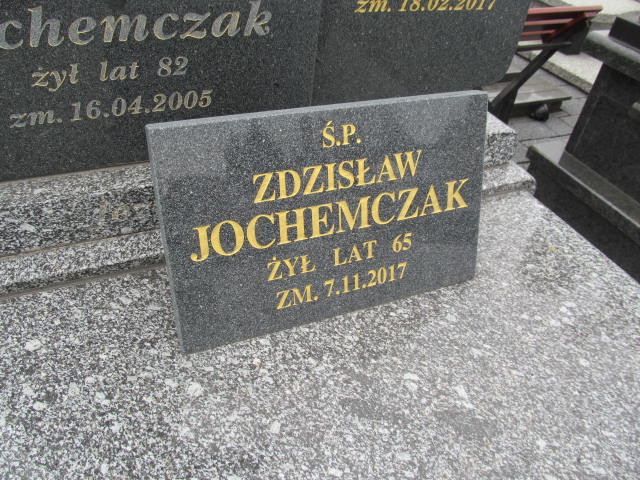 chemczak
żył lat 82
zm. 16.04.2005
zm. 18.02.2017
Ś.P.
ZDZISŁAW
JOCHEMCZAK
ŻYŁ LAT 65
ZM. 7.11.2017